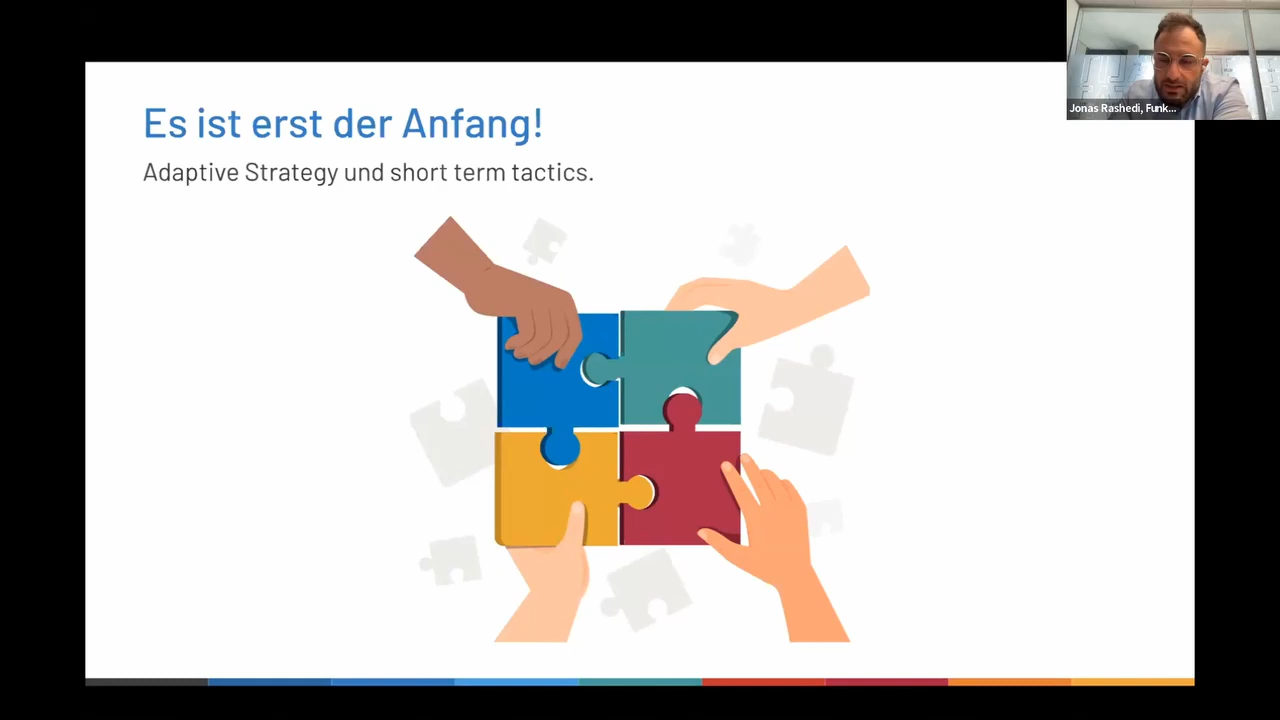 Es ist erst der Anfang!
Adaptive Strategy und short term tactics.
Jonas Rashedi, Funk...